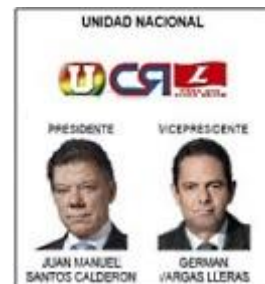 UNIDAD NACIONAL
U CR L
PRESIDENTE VICEPRESIDENTE
JUAN MANUEL GERMAN
SANTOS CALDERON VARGAS LLERAS